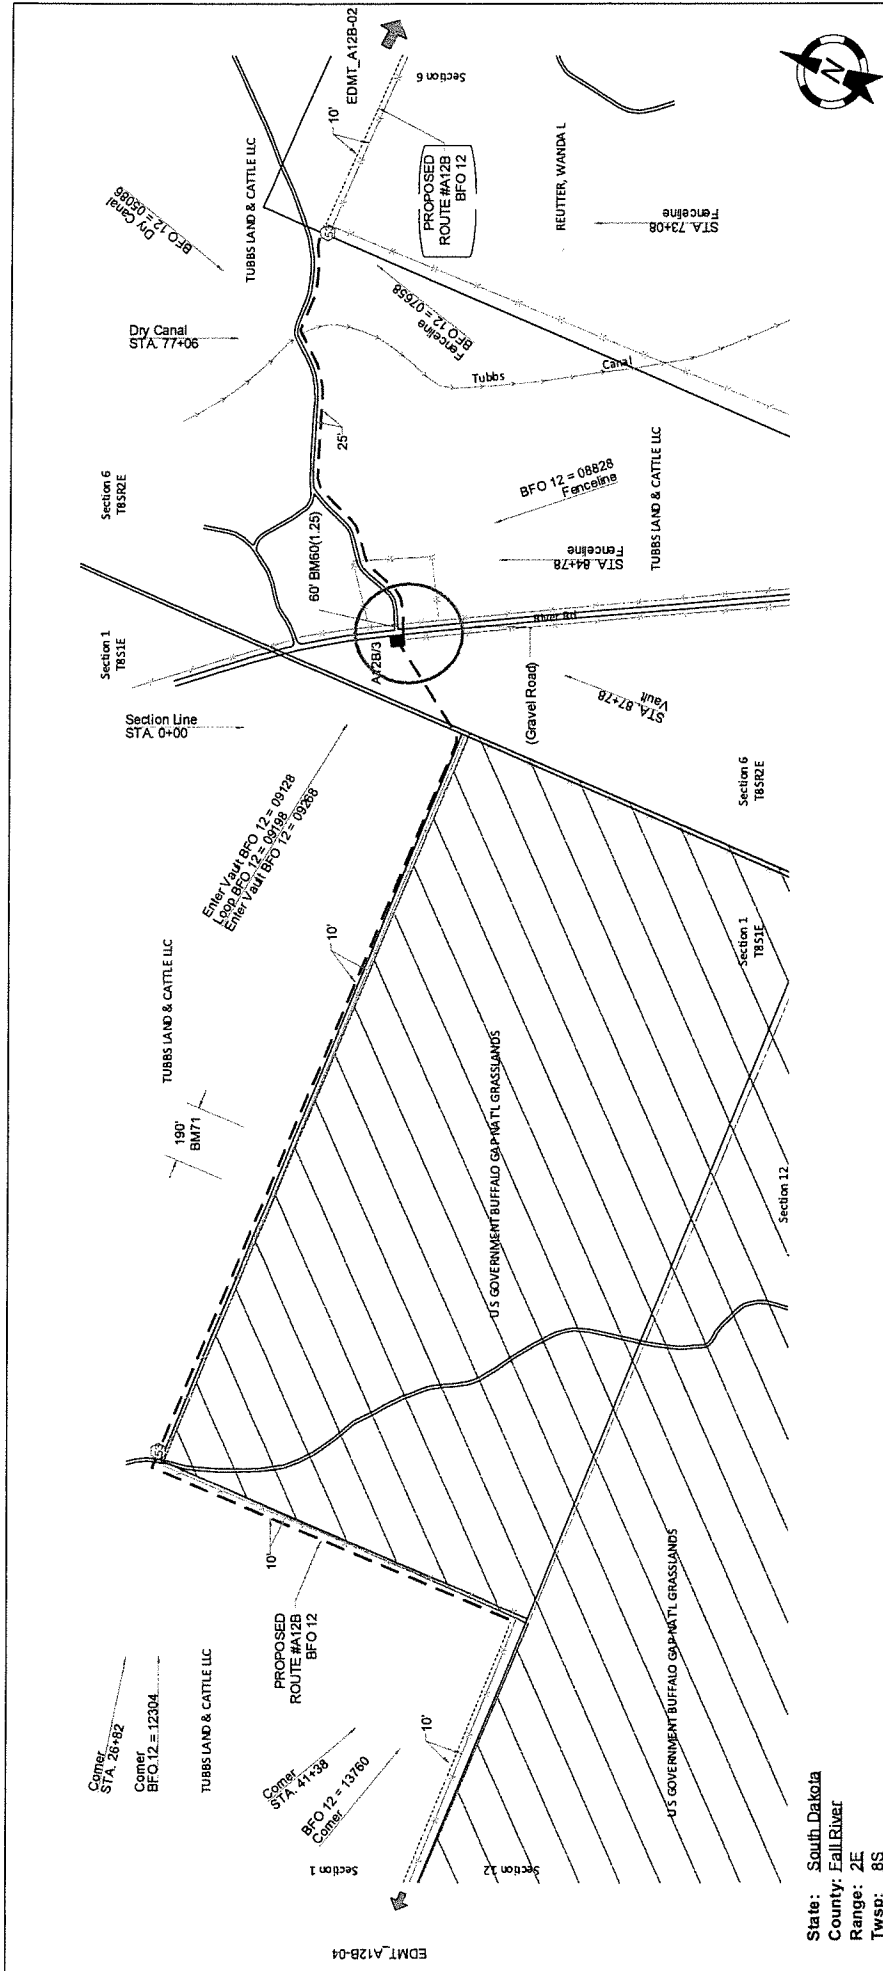 EDMT_A12B-02
Section 6
10'
TUBBS LAND & CATTLE LLC
PROPOSED
ROUTE #A12B
BFO 12
REUTTER, WANDA L
STA. 73+08
Fenceline
N
Dry Canal
BFO 12 = 05086
Dry Canal
STA. 77+06
Fenceline
BFO 12 = 07658
Tubbs
Canal
25'
Section 6
T8SR2E
BFO 12 = 08828
Fenceline
STA. 84+78
Fenceline
TUBBS LAND & CATTLE LLC
60' BM60(1.25)
Section 1
T8S1E
A12B/3
River Rd
(Gravel Road)
STA. 87+78
Vault
Section Line
STA. 0+00
Enter Vault BFO 12 = 09128
Loop BFO 12 = 09198
Enter Vault BFO 12 = 09268
Section 6
T8SR2E
Section 1
T8S1E
10'
TUBBS LAND & CATTLE LLC
190'
BM71
US GOVERNMENT BUFFALO GAP NAT'L GRASSLANDS
Section 12
10'
PROPOSED
ROUTE #A12B
BFO 12
Corner
STA. 26+82
Corner
BFO 12 = 12304
TUBBS LAND & CATTLE LLC
Corner
STA. 41+38
BFO 12 = 13760
Corner
10'
US GOVERNMENT BUFFALO GAP NAT'L GRASSLANDS
Section 1
Section 12
EDMT_A12B-04
State: South Dakota
County: Fall River
Range: 2E
Twsp: 8S